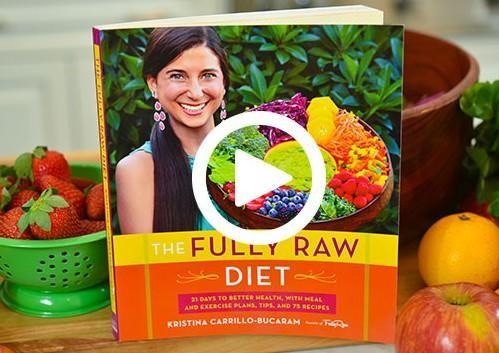 THE FULLY RAW
DIET
21 DAYS TO BETTER HEALTH, WITH MEAL
AND EXERCISE PLANS, TIPS, AND 75 RECIPES
KRISTINA CARRILLO-BUCARAM